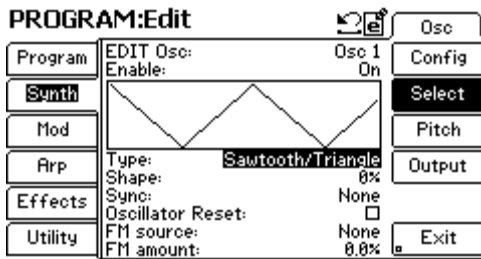 PROGRAM:Edit
Osc
Program
EDIT Osc: Osc 1
Config
Enable: On
Synth
Select
Mod
Pitch
Arp
Type: Sawtooth/Triangle
Output
Shape: 0%
Effects
Sync: None
Oscillator Reset:
Utility
FM source: None
Exit
FM amount: 0.0%